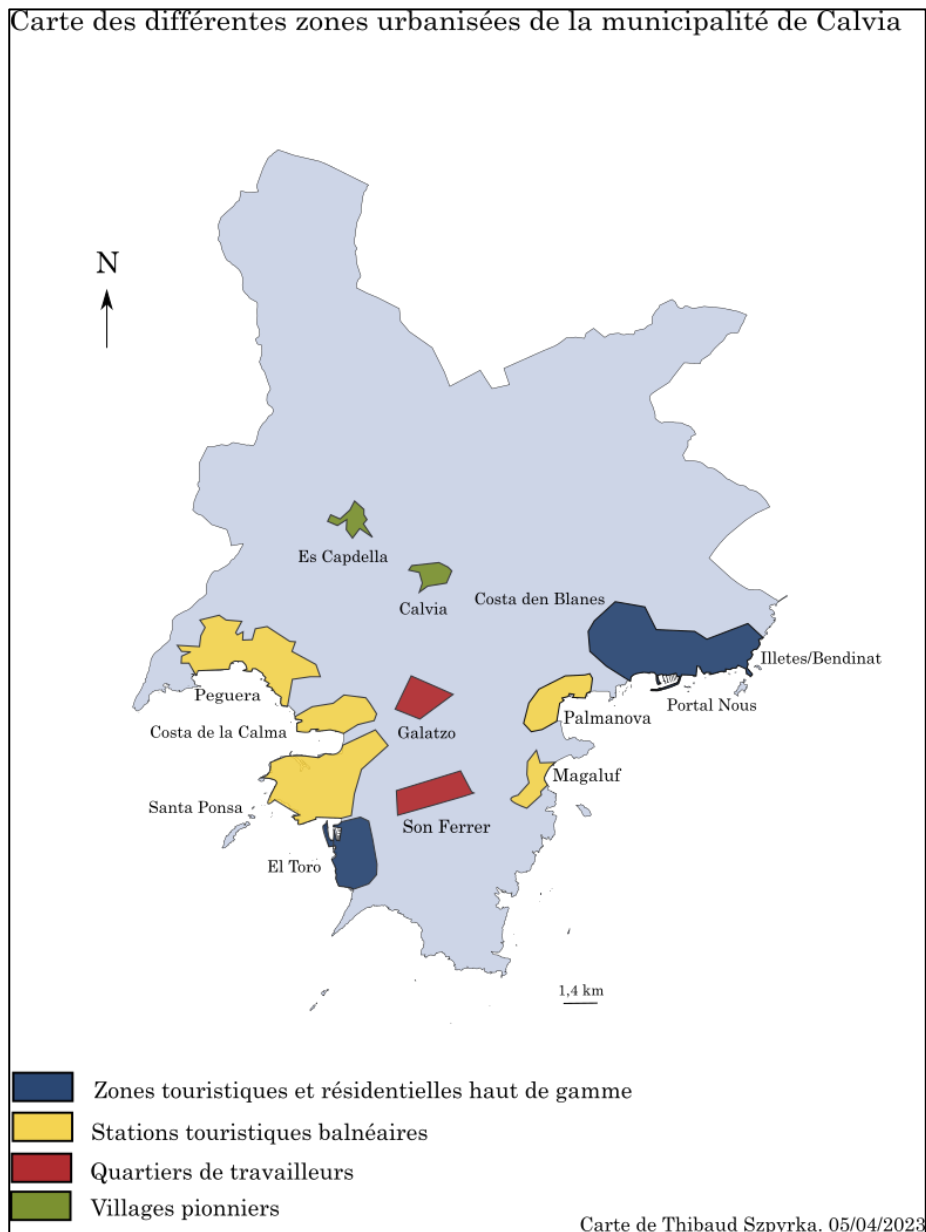 Carte des différentes zones urbanisées de la municipalité de Calvia
N
Es Capdella
Calvia
Costa den Blanes
Illetes/Bendinat
Peguera
Portal Nous
Palmanova
Costa de la Calma
Galatzo
Magaluf
Santa Ponsa
Son Ferrer
El Toro
1,4 km
Zones touristiques et résidentielles haut de gamme
Stations touristiques balnéaires
Quartiers de travailleurs
Villages pionniers
Carte de Thibaud Szpyrka. 05/04/2023